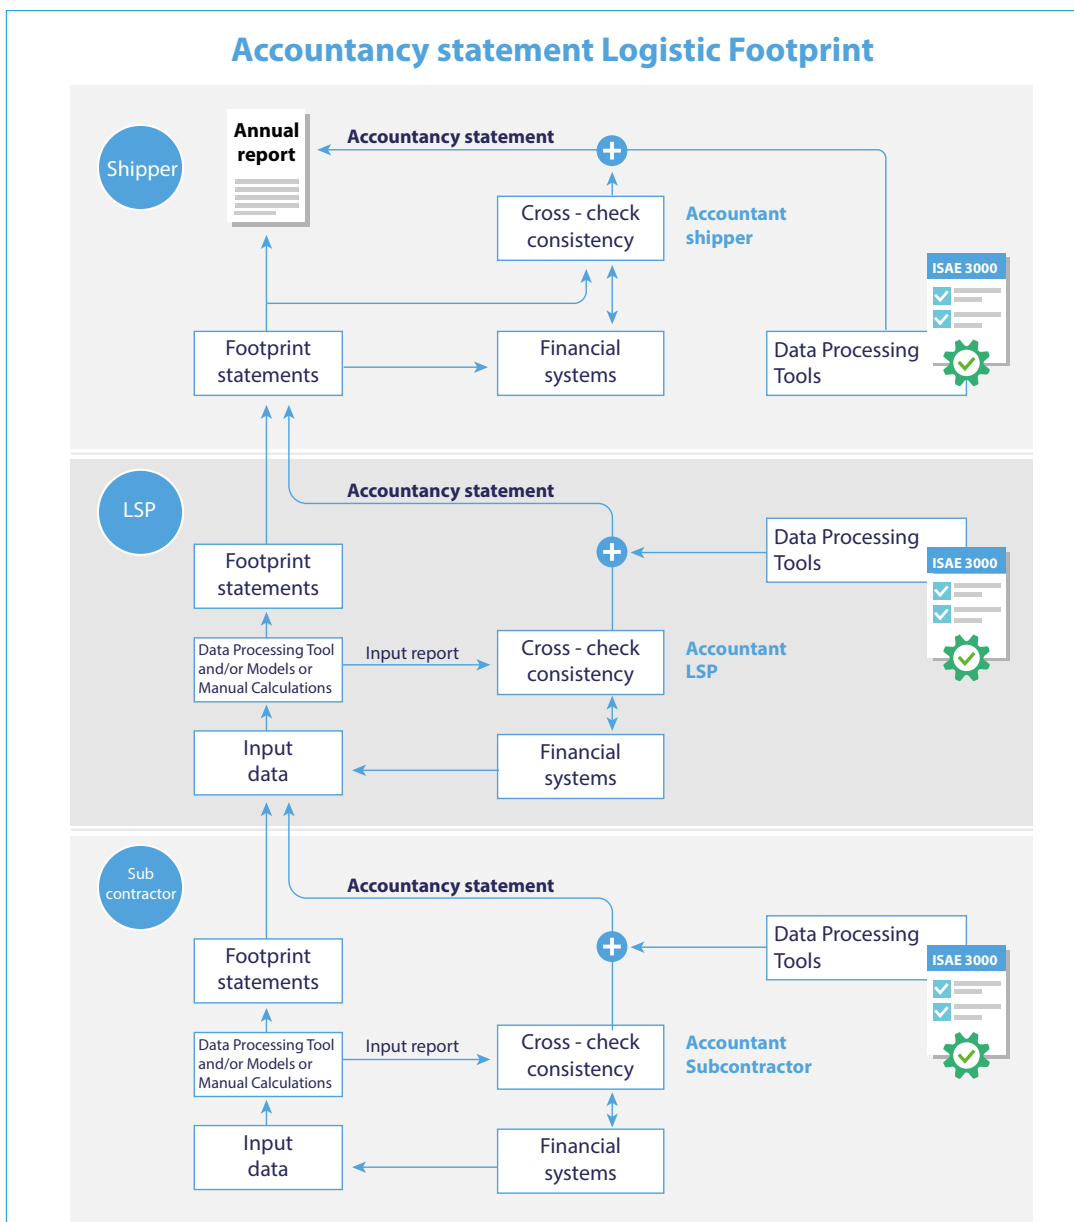 Accountancy statement Logistic Footprint
Shipper
Annual
report
Accountancy statement
Cross - check
consistency
Accountant
shipper
ISAE 3000
Footprint
statements
Financial
systems
Data Processing
Tools
LSP
Accountancy statement
Data Processing
Tools
ISAE 3000
Footprint
statements
Data Processing Tool
and/or Models or
Manual Calculations
Input report
Cross - check
consistency
Accountant
LSP
Input
data
Financial
systems
Sub
contractor
Accountancy statement
Data Processing
Tools
ISAE 3000
Footprint
statements
Data Processing Tool
and/or Models or
Manual Calculations
Input report
Cross - check
consistency
Accountant
Subcontractor
Input
data
Financial
systems